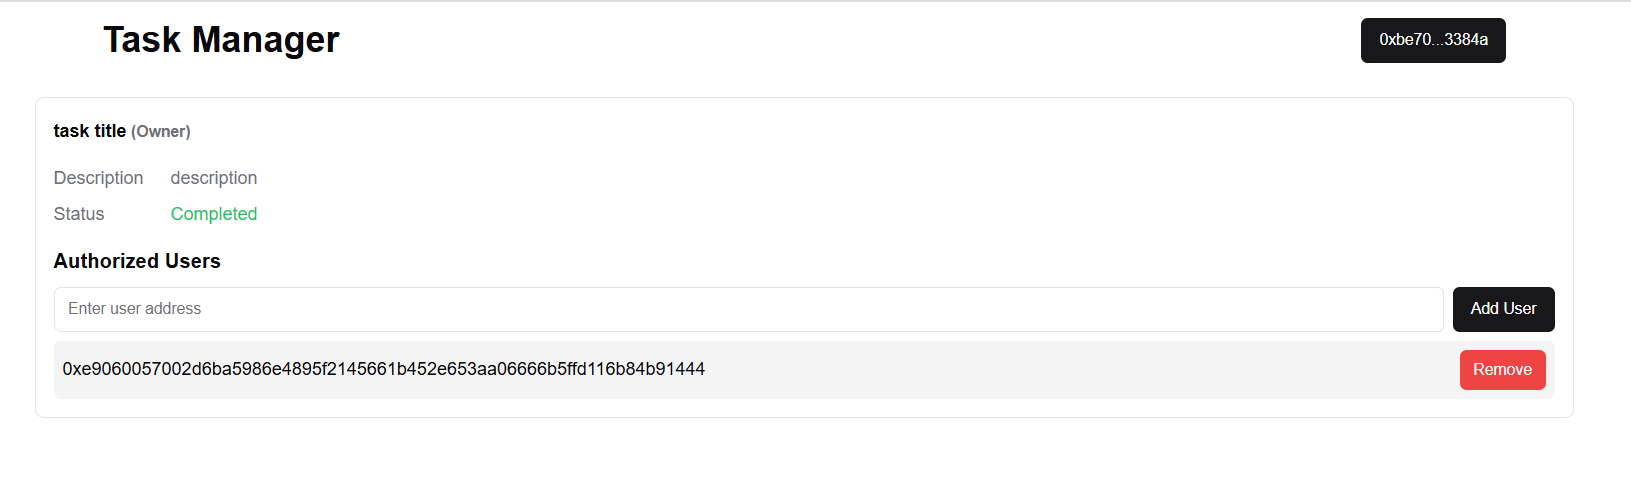 Task Manager
0xbe70...3384a
task title (Owner)
Description description
Status Completed
Authorized Users
Enter user address
Add User
0xe9060057002d6ba5986e4895f2145661b452e653aa06666b5ffd116b84b91444
Remove